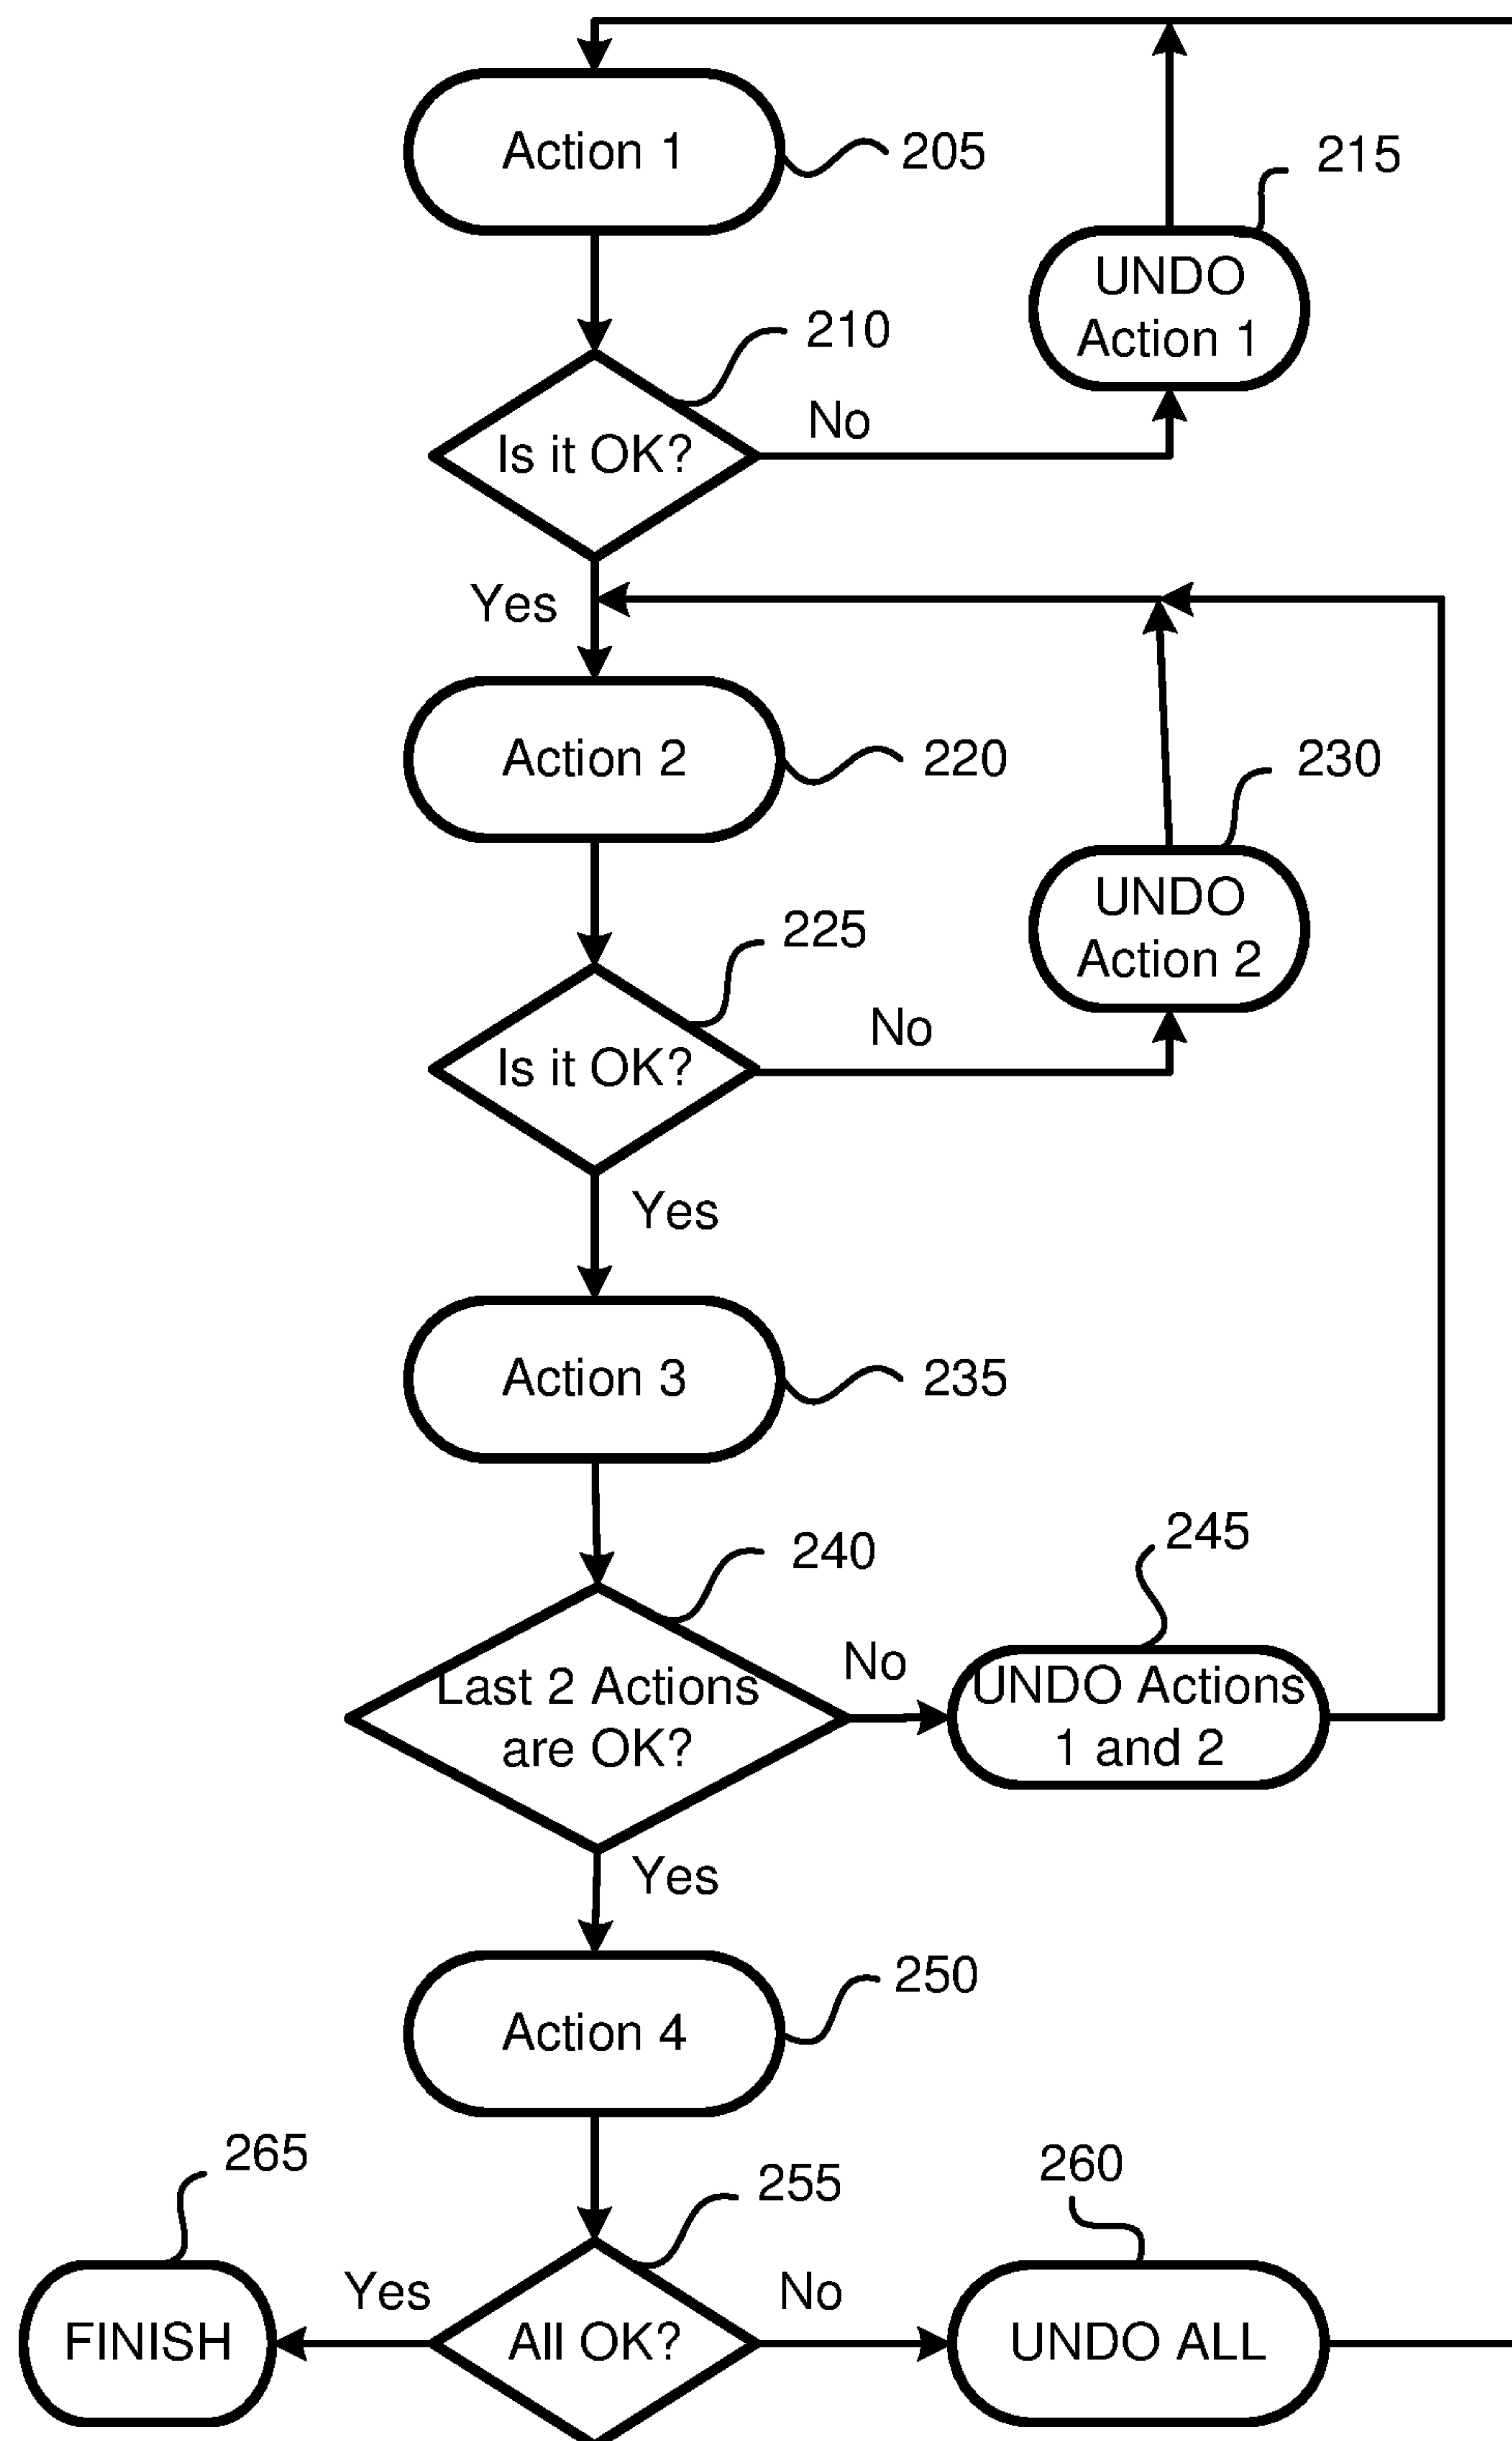 Action 1
205
215
UNDO
Action 1
210
No
Is it OK?
Yes
Action 2
220
230
UNDO
Action 2
225
No
Is it OK?
Yes
Action 3
235
240
245
No
Last 2 Actions
are OK?
UNDO Actions
1 and 2
Yes
250
Action 4
265
255
260
Yes
No
FINISH
All OK?
UNDO ALL